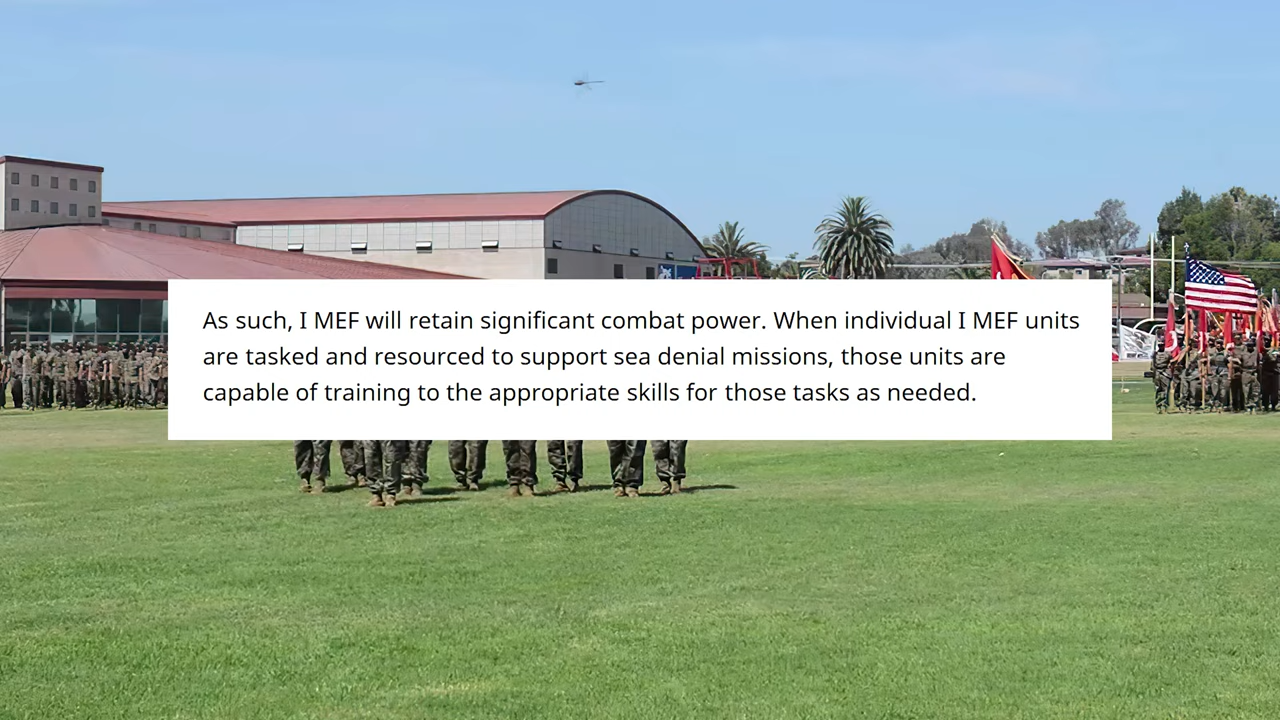 As such, I MEF will retain significant combat power. When individual I MEF units
are tasked and resourced to support sea denial missions, those units are
capable of training to the appropriate skills for those tasks as needed.